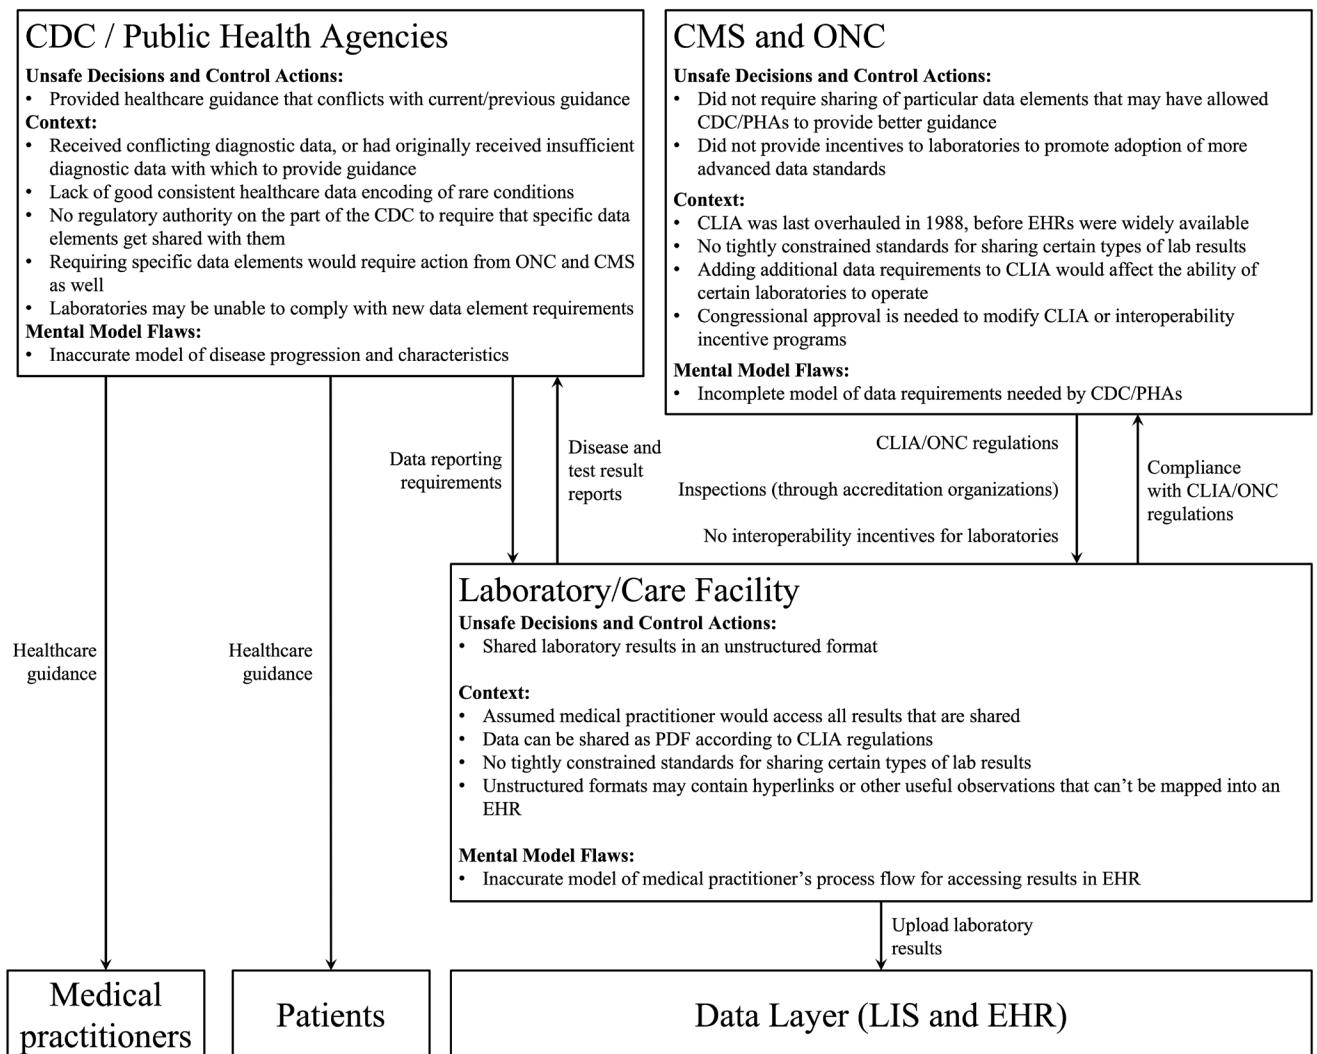 CDC / Public Health Agencies
Unsafe Decisions and Control Actions:
• Provided healthcare guidance that conflicts with current/previous guidance
Context:
• Received conflicting diagnostic data, or had originally received insufficient
diagnostic data with which to provide guidance
• Lack of good consistent healthcare data encoding of rare conditions
• No regulatory authority on the part of the CDC to require that specific data
elements get shared with them
• Requiring specific data elements would require action from ONC and CMS
as well
• Laboratories may be unable to comply with new data element requirements
Mental Model Flaws:
• Inaccurate model of disease progression and characteristics
CMS and ONC
Unsafe Decisions and Control Actions:
• Did not require sharing of particular data elements that may have allowed
CDC/PHAs to provide better guidance
• Did not provide incentives to laboratories to promote adoption of more
advanced data standards
Context:
• CLIA was last overhauled in 1988, before EHRs were widely available
• No tightly constrained standards for sharing certain types of lab results
• Adding additional data requirements to CLIA would affect the ability of
certain laboratories to operate
• Congressional approval is needed to modify CLIA or interoperability
incentive programs
Mental Model Flaws:
• Incomplete model of data requirements needed by CDC/PHAs
Data reporting
requirements
Disease and
test result
reports
CLIA/ONC regulations
Inspections (through accreditation organizations)
No interoperability incentives for laboratories
Compliance
with CLIA/ONC
regulations
Healthcare
guidance
Healthcare
guidance
Laboratory/Care Facility
Unsafe Decisions and Control Actions:
• Shared laboratory results in an unstructured format
Context:
• Assumed medical practitioner would access all results that are shared
• Data can be shared as PDF according to CLIA regulations
• No tightly constrained standards for sharing certain types of lab results
• Unstructured formats may contain hyperlinks or other useful observations that can’t be mapped into an
EHR
Mental Model Flaws:
• Inaccurate model of medical practitioner’s process flow for accessing results in EHR
Upload laboratory
results
Medical
practitioners
Patients
Data Layer (LIS and EHR)